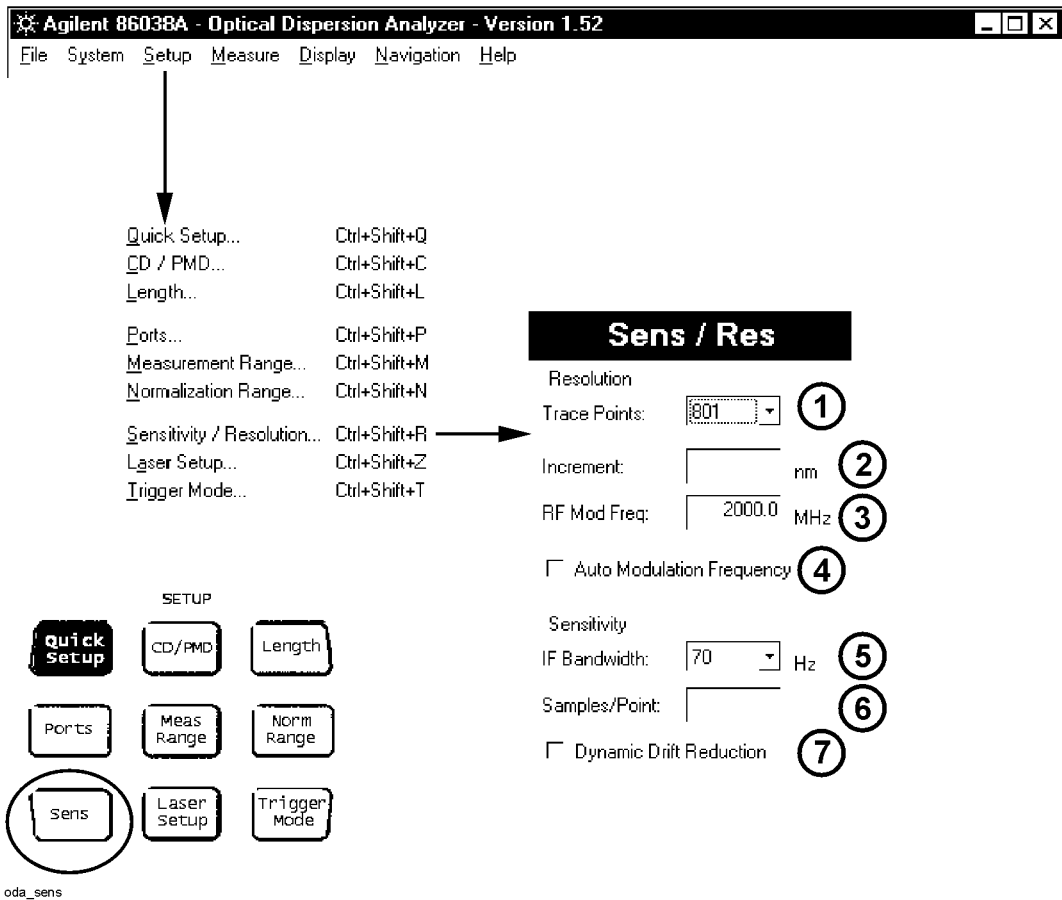 Agilent 86038A - Optical Dispersion Analyzer - Version 1.52
File System Setup Measure Display Navigation Help
Quick Setup... Ctrl+Shift+Q
CD / PMD... Ctrl+Shift+C
Length... Ctrl+Shift+L
Ports... Ctrl+Shift+P
Measurement Range... Ctrl+Shift+M
Normalization Range... Ctrl+Shift+N
Sensitivity / Resolution... Ctrl+Shift+R
Laser Setup... Ctrl+Shift+Z
Trigger Mode... Ctrl+Shift+T
Sens / Res
Resolution
Trace Points: 801 1
Increment: nm 2
RF Mod Freq: 2000.0 MHz 3
Auto Modulation Frequency 4
Sensitivity
IF Bandwidth: 70 Hz 5
Samples/Point: 6
Dynamic Drift Reduction 7
SETUP
Quick Setup
CD/PMD
Length
Ports
Meas Range
Norm Range
Sens
Laser Setup
Trigger Mode
oda_sens